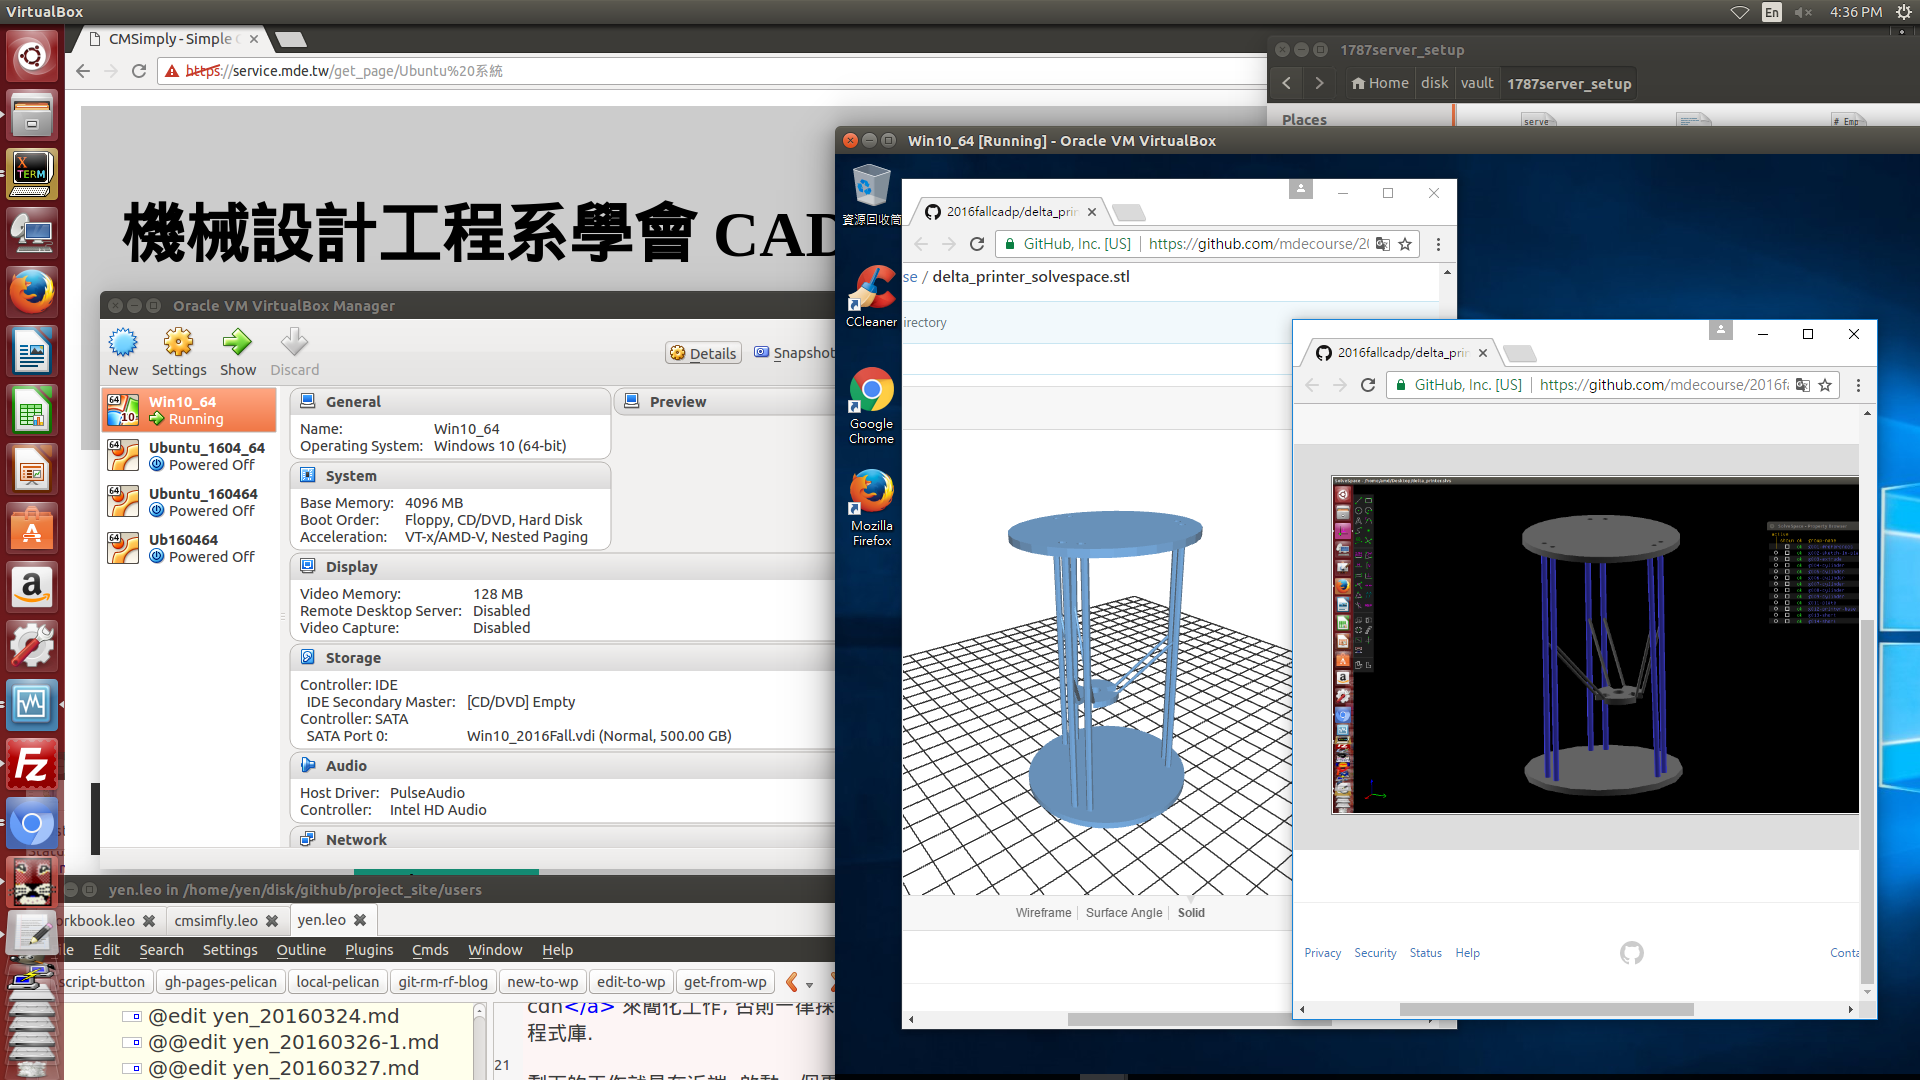 VirtualBox
En
4:36 PM
CMSimply - Simple C
https://service.mde.tw/get_page/Ubuntu%20系統
機械設計工程系學會 CAD
1787server_setup
Home
disk
vault
1787server_setup
Places
serve
# Emp
Oracle VM VirtualBox Manager
New
Settings
Show
Discard
Details
Snapshot
Win10_64
Running
Ubuntu_1604_64
Powered Off
Ubuntu_160464
Powered Off
Ub160464
Powered Off
General
Name: Win10_64
Operating System: Windows 10 (64-bit)
Preview
System
Base Memory: 4096 MB
Boot Order: Floppy, CD/DVD, Hard Disk
Acceleration: VT-x/AMD-V, Nested Paging
Display
Video Memory: 128 MB
Remote Desktop Server: Disabled
Video Capture: Disabled
Storage
Controller: IDE
IDE Secondary Master: [CD/DVD] Empty
Controller: SATA
SATA Port 0: Win10_2016Fall.vdi (Normal, 500.00 GB)
Audio
Host Driver: PulseAudio
Controller: Intel HD Audio
Network
yen.leo in /home/yen/disk/github/project_site/users
orkbook.leo
cmsimfly.leo
yen.leo
Edit Search Settings Outline Plugins Cmds Window Help
script-button
gh-pages-pelican
local-pelican
git-rm-rf-blog
new-to-wp
edit-to-wp
get-from-wp
@edit yen_20160324.md
@@edit yen_20160326-1.md
@@edit yen_20160327.md
cdn</a> 來簡化工作, 否則一律採
程式庫.
21
Win10_64 [Running] - Oracle VM VirtualBox
資源回收筒
CCleaner
Google
Chrome
Mozilla
Firefox
2016fallcadp/delta_prin
GitHub, Inc. [US]
https://github.com/mdecourse/20
se / delta_printer_solvespace.stl
irectory
Wireframe
Surface Angle
Solid
2016fallcadp/delta_prin
GitHub, Inc. [US]
https://github.com/mdecourse/2016fa
Privacy
Security
Status
Help
Conta